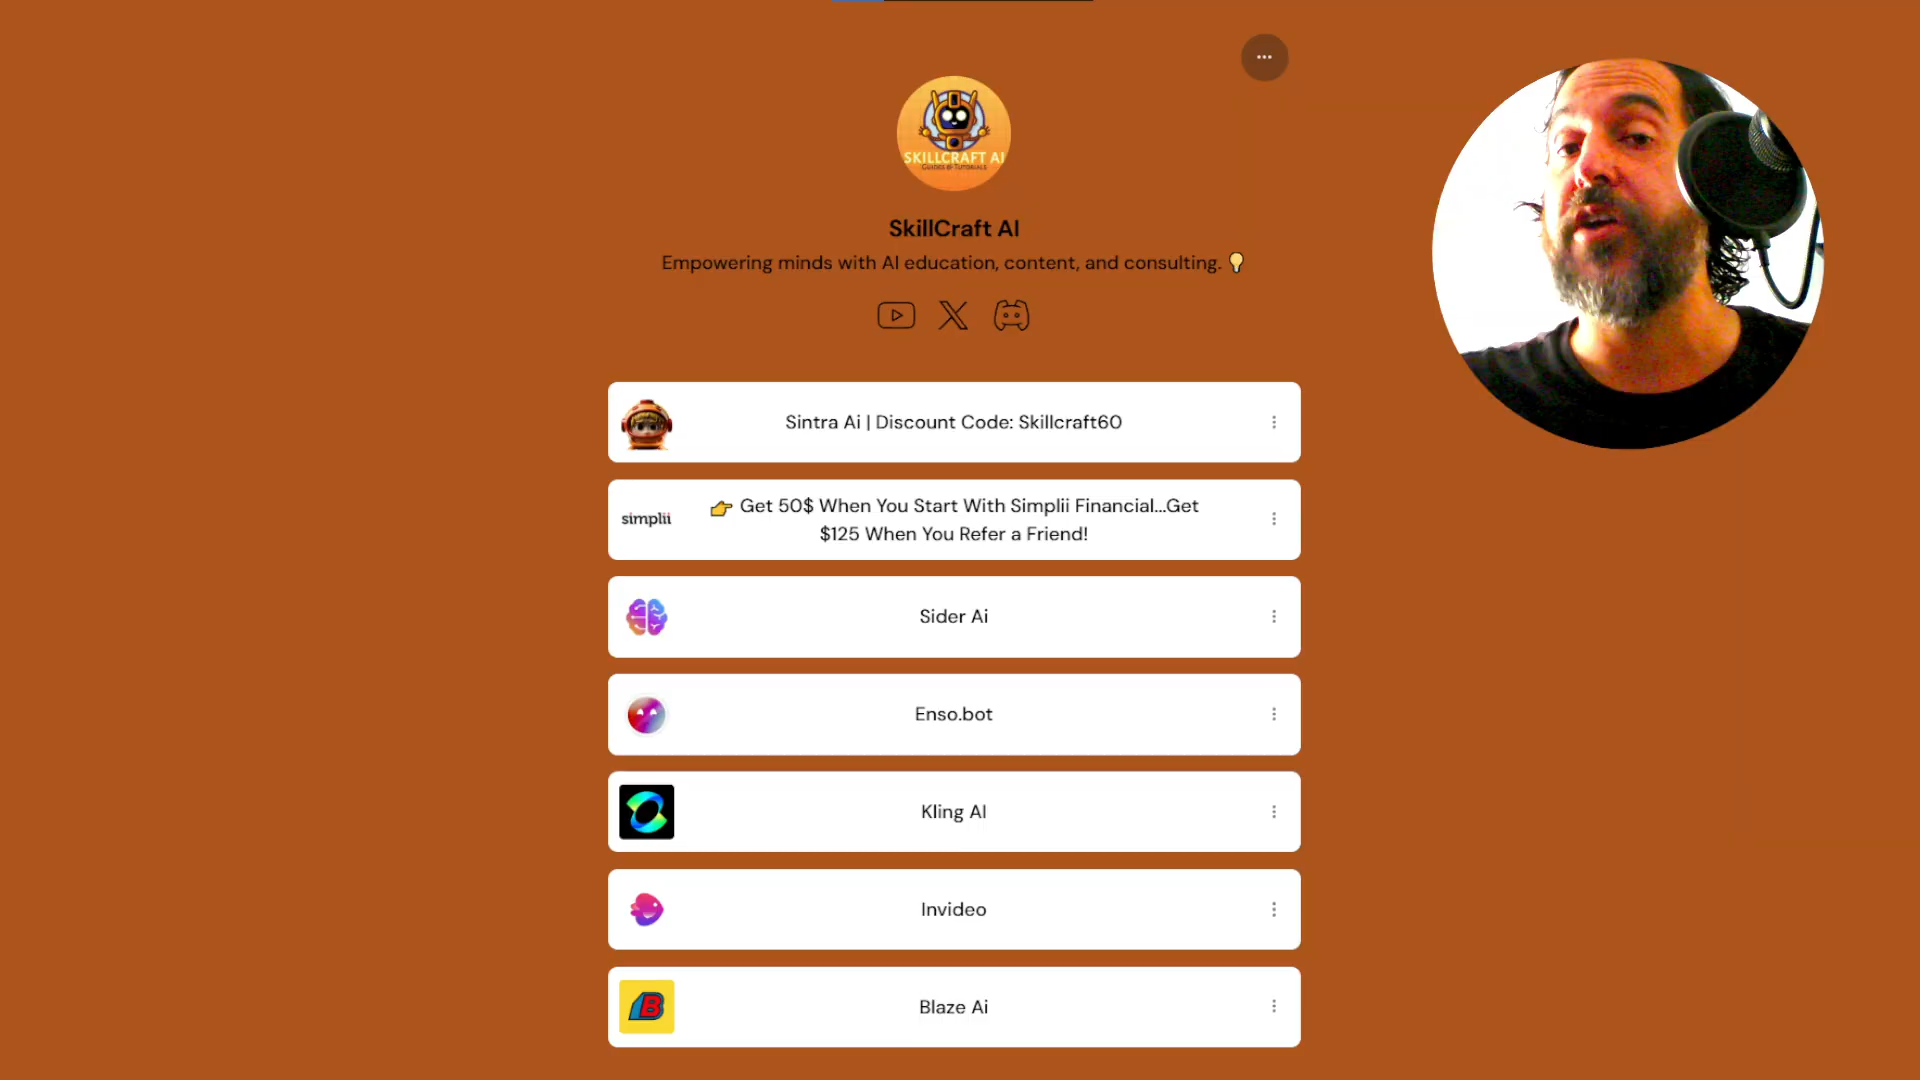 SKILLCRAFT AI
GUIDES & TUTORIALS
SkillCraft AI
Empowering minds with AI education, content, and consulting.
Sintra Ai | Discount Code: Skillcraft60
simplii
Get 50$ When You Start With Simplii Financial...Get
$125 When You Refer a Friend!
Sider Ai
Enso.bot
Kling AI
Invideo
B
Blaze Ai